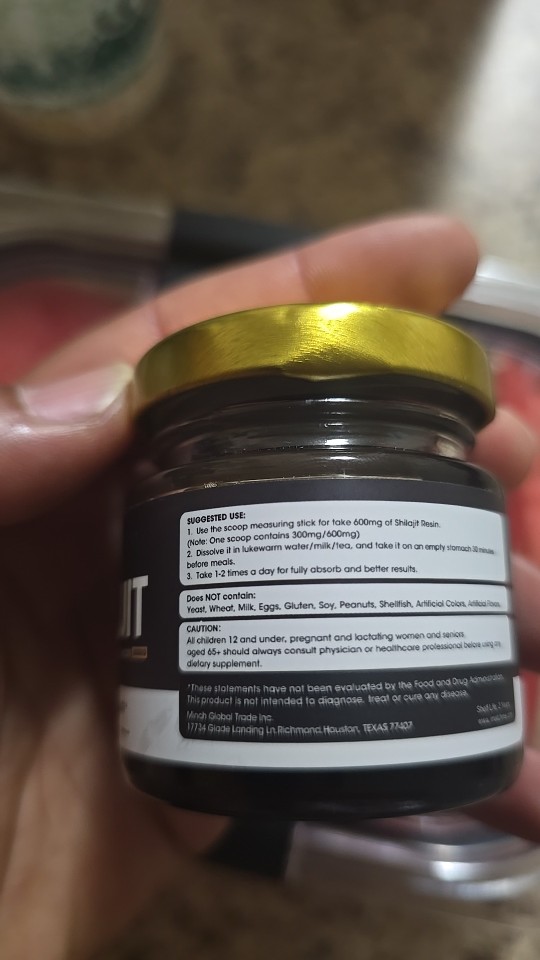 SUGGESTED USE:
1. Use the scoop measuring stick for take 600mg of Shilajit Resin.
(Note: One scoop contains 300mg/600mg)
2. Dissolve it in lukewarm water/milk/tea, and take it on an empty stomach 30 minutes
before meals.
3. Take 1-2 times a day for fully absorb and better results.
Does NOT contain:
Yeast, Wheat, Milk, Eggs, Gluten, Soy, Peanuts, Shellfish, Artificial Colors, Artificial Flavors.
CAUTION:
All children 12 and under, pregnant and lactating women and seniors,
aged 65+ should always consult physician or healthcare professional before using any
dietary supplement.
*These statements have not been evaluated by the Food and Drug Administration.
This product is not intended to diagnose, treat or cure any disease.
Minch Global Trade Inc.
17734 Glade Landing Ln.Richmond, Houston, TEXAS 77407
Shelf Life
JIT